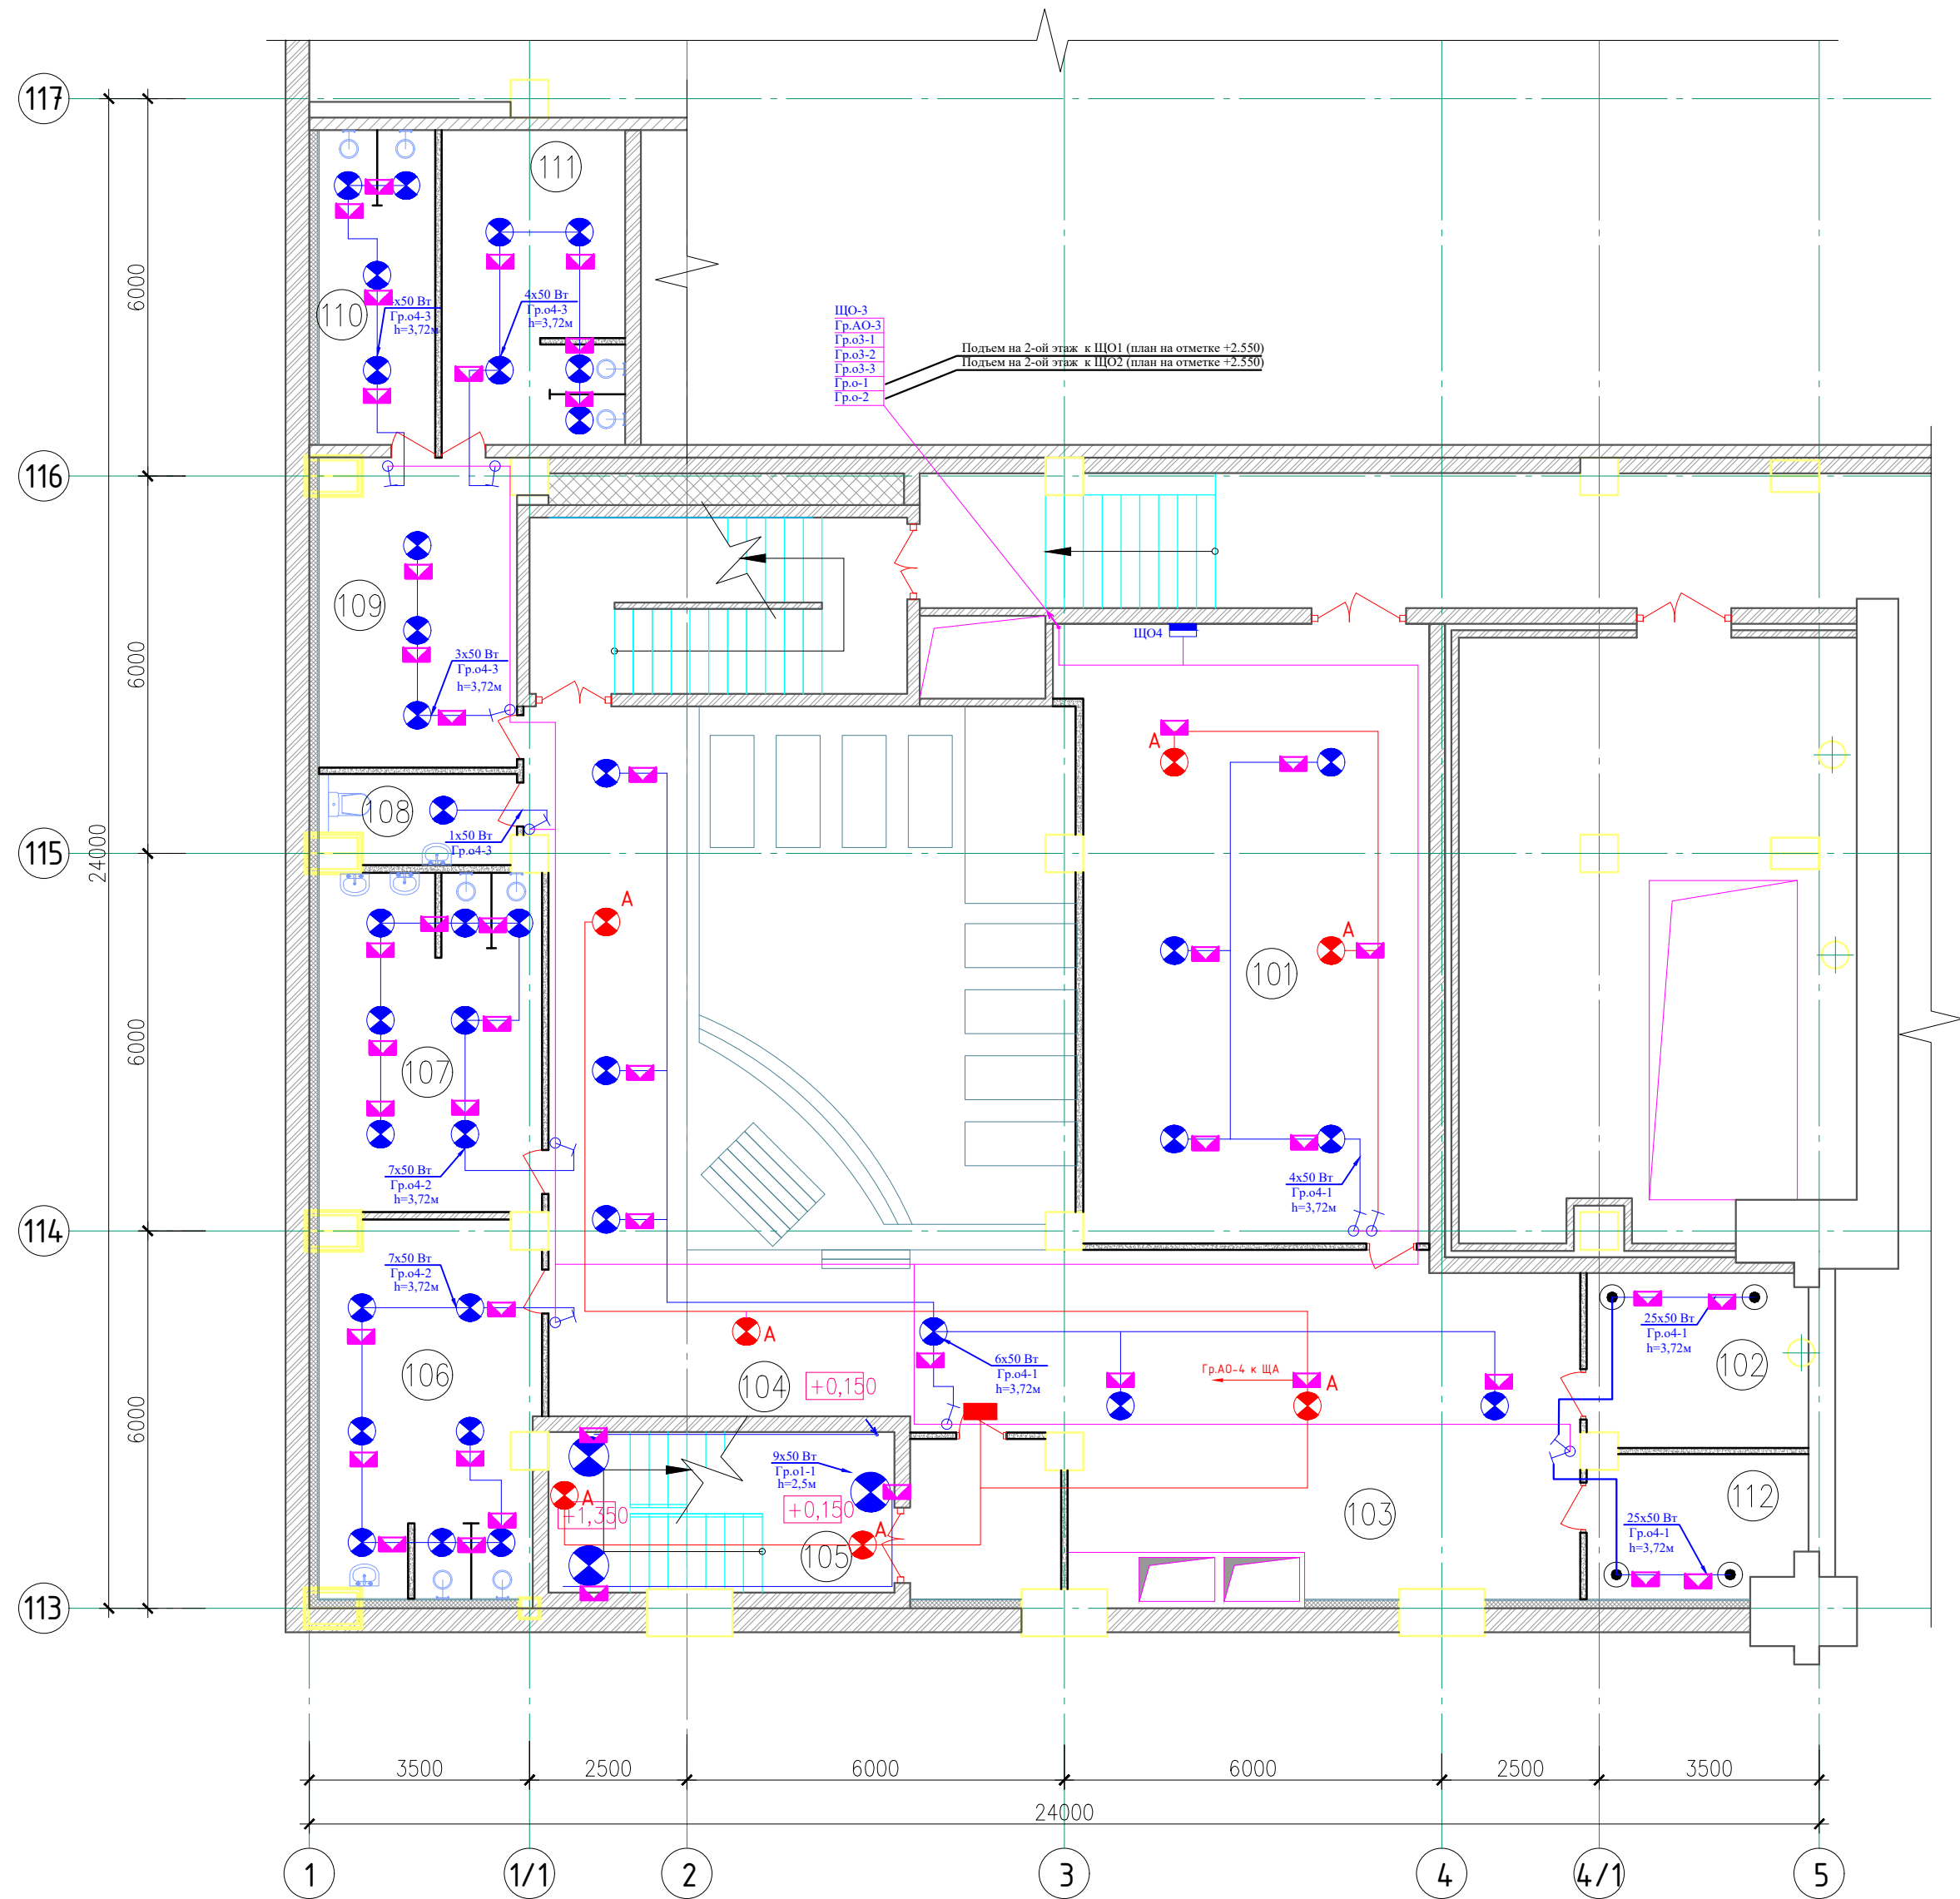 117
111
6000
110
х50 Вт
Гр.о4-3
h=3,72м
4х50 Вт
Гр.о4-3
h=3,72м
ЩО-3
Гр.АО-3
Гр.о3-1
Гр.о3-2
Гр.о3-3
Гр.о-1
Гр.о-2
Подъем на 2-ой этаж к ЩО1 (план на отметке +2.550)
Подъем на 2-ой этаж к ЩО2 (план на отметке +2.550)
116
109
6000
3х50 Вт
Гр.о4-3
h=3,72м
ЩО4
А
108
1х50 Вт
Гр.о4-3
115
24000
А
А
101
6000
107
7х50 Вт
Гр.о4-2
h=3,72м
4х50 Вт
Гр.о4-1
h=3,72м
114
7х50 Вт
Гр.о4-2
h=3,72м
25х50 Вт
Гр.о4-1
h=3,72м
А
6х50 Вт
Гр.о4-1
h=3,72м
Гр.АО-4 к ЩА
А
106
104
+0,150
102
6000
9х50 Вт
Гр.о1-1
h=2,5м
А
+1,350
+0,150
А
105
103
112
25х50 Вт
Гр.о4-1
h=3,72м
113
3500
2500
6000
6000
2500
3500
24000
1
1/1
2
3
4
4/1
5